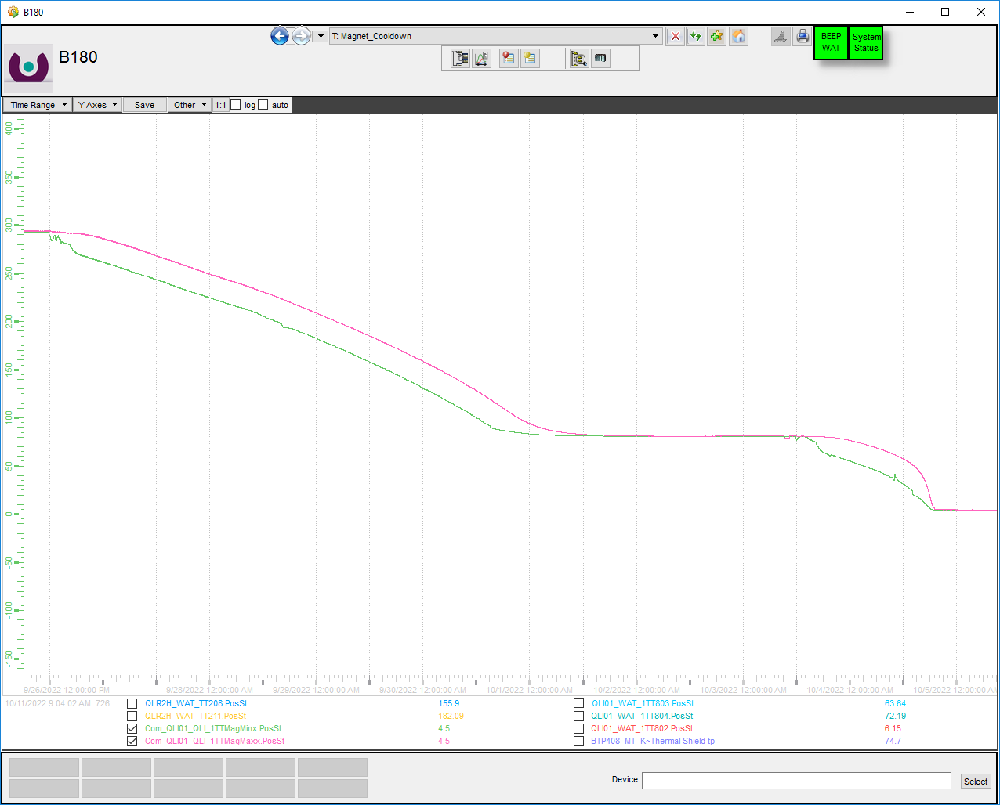 B180
T: Magnet_Cooldown
BEEP WAT
System Status
B180
Time Range
Y Axes
Save
Other
1:1
log
auto
400
350
300
250
200
150
100
50
0
-50
-100
-150
9/26/2022 12:00:00 PM
9/28/2022 12:00:00 AM
9/29/2022 12:00:00 AM
9/30/2022 12:00:00 AM
10/1/2022 12:00:00 AM
10/2/2022 12:00:00 AM
10/3/2022 12:00:00 AM
10/4/2022 12:00:00 AM
10/5/2022 12:00:00 AM
10/11/2022 9:04:02 AM .726
QLR2H_WAT_TT208.PosSt 155.9 QLI01_WAT_1TT803.PosSt 63.64
QLR2H_WAT_TT211.PosSt 182.09 QLI01_WAT_1TT804.PosSt 72.19
Com_QLI01_QLI_1TTMagMinx.PosSt 4.5 QLI01_WAT_1TT802.PosSt 6.15
Com_QLI01_QLI_1TTMagMaxx.PosSt 4.5 BTP408_MT_K~Thermal Shield tp 74.7
Device
Select